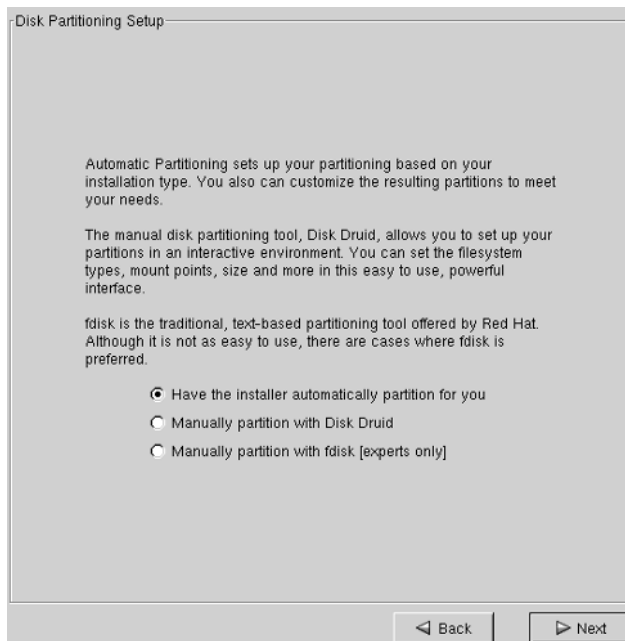 Disk Partitioning Setup
Automatic Partitioning sets up your partitioning based on your
installation type. You also can customize the resulting partitions to meet
your needs.
The manual disk partitioning tool, Disk Druid, allows you to set up your
partitions in an interactive environment. You can set the filesystem
types, mount points, size and more in this easy to use, powerful
interface.
fdisk is the traditional, text-based partitioning tool offered by Red Hat.
Although it is not as easy to use, there are cases where fdisk is
preferred.
Have the installer automatically partition for you
Manually partition with Disk Druid
Manually partition with fdisk [experts only]
Back
Next